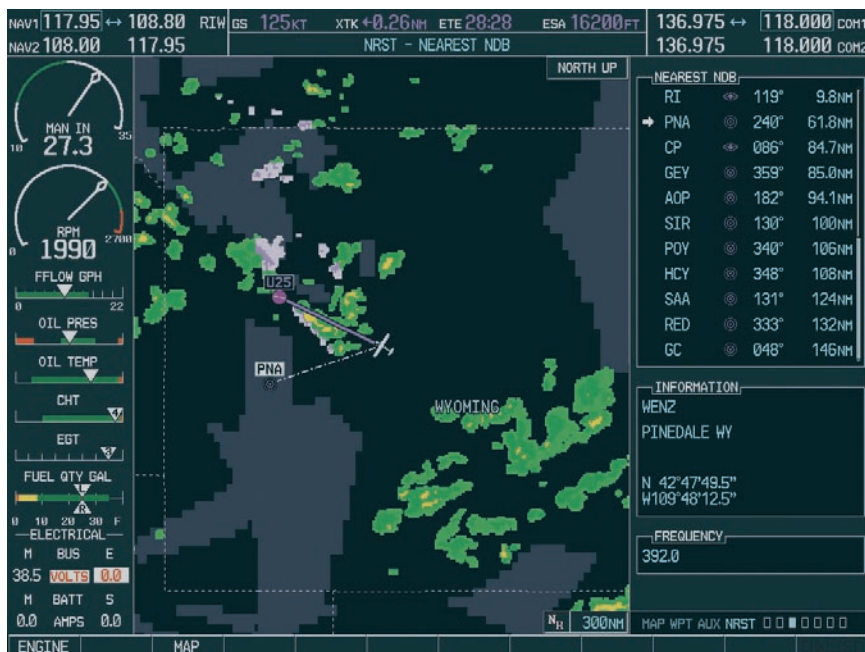 NAV1 117.95 ↔ 108.80 RIW GS 125KT XTK ←0.26NM ETE 28:28 ESA 16200FT 136.975 ↔ 118.000 COM1
NAV2 108.00 117.95 NRST - NEAREST NDB 136.975 118.000 COM2
NORTH UP
MAN IN
10 35
27.3
RPM
0 2700
1990
FFLOW GPH
0 22
OIL PRES
OIL TEMP
CHT
4
EGT
3
FUEL QTY GAL
L
R
0 10 20 30 F
ELECTRICAL
M BUS E
38.5 VOLTS 0.0
M BATT S
0.0 AMPS 0.0
U25
PNA
WYOMING
NR 300NM
NEAREST NDB
RI 119° 9.8NM
PNA 240° 61.8NM
CP 086° 84.7NM
GEY 359° 85.0NM
AOP 182° 94.1NM
SIR 130° 100NM
POY 340° 106NM
HCY 348° 108NM
SAA 131° 124NM
RED 333° 132NM
GC 048° 146NM
INFORMATION
WENZ
PINEDALE WY
N 42°47'49.5"
W109°48'12.5"
FREQUENCY
392.0
MAP WPT AUX NRST
ENGINE MAP